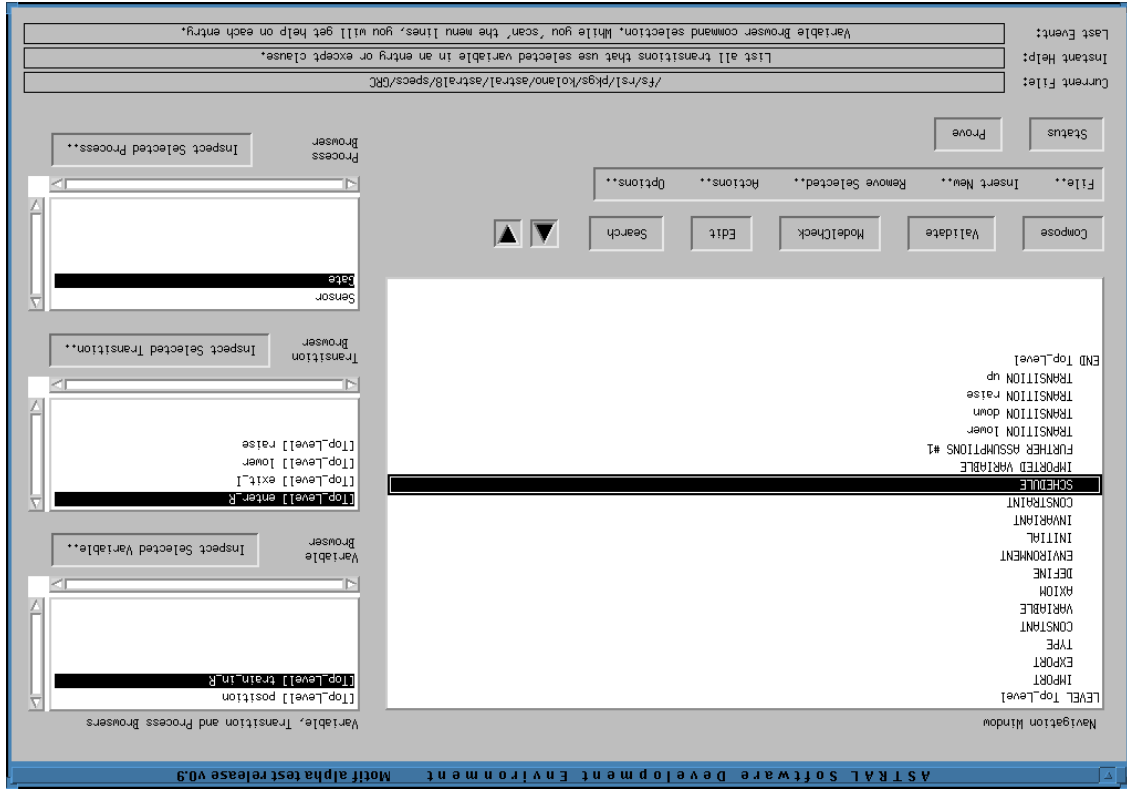 ASTRAL Software Development Environment Motif alpha test release v0.9
Navigation Window
LEVEL Top_Level
IMPORT
EXPORT
TYPE
CONSTANT
VARIABLE
AXIOM
DEFINE
ENVIRONMENT
INITIAL
INVARIANT
CONSTRAINT
SCHEDULE
IMPORTED VARIABLE
FURTHER ASSUMPTIONS #1
TRANSITION lower
TRANSITION down
TRANSITION raise
TRANSITION up
END Top_Level
Variable, Transition and Process Browsers
[Top_Level] position
[Top_Level] train_in_R
Variable
Browser
Inspect Selected Variable..
[Top_Level] enter_R
[Top_Level] exit_I
[Top_Level] lower
[Top_Level] raise
Transition
Browser
Inspect Selected Transition..
Sensor
Gate
Process
Browser
Inspect Selected Process..
Compose Validate ModelCheck Edit Search
File.. Insert New.. Remove Selected.. Actions.. Options..
Status Prove
Current File: /fs/rsl/pkgs/kolano/astral/astral8/specs/GRC
Instant Help: List all transitions that use selected variable in an entry or except clause.
Last Event: Variable Browser command selection. While you 'scan' the menu lines, you will get help on each entry.